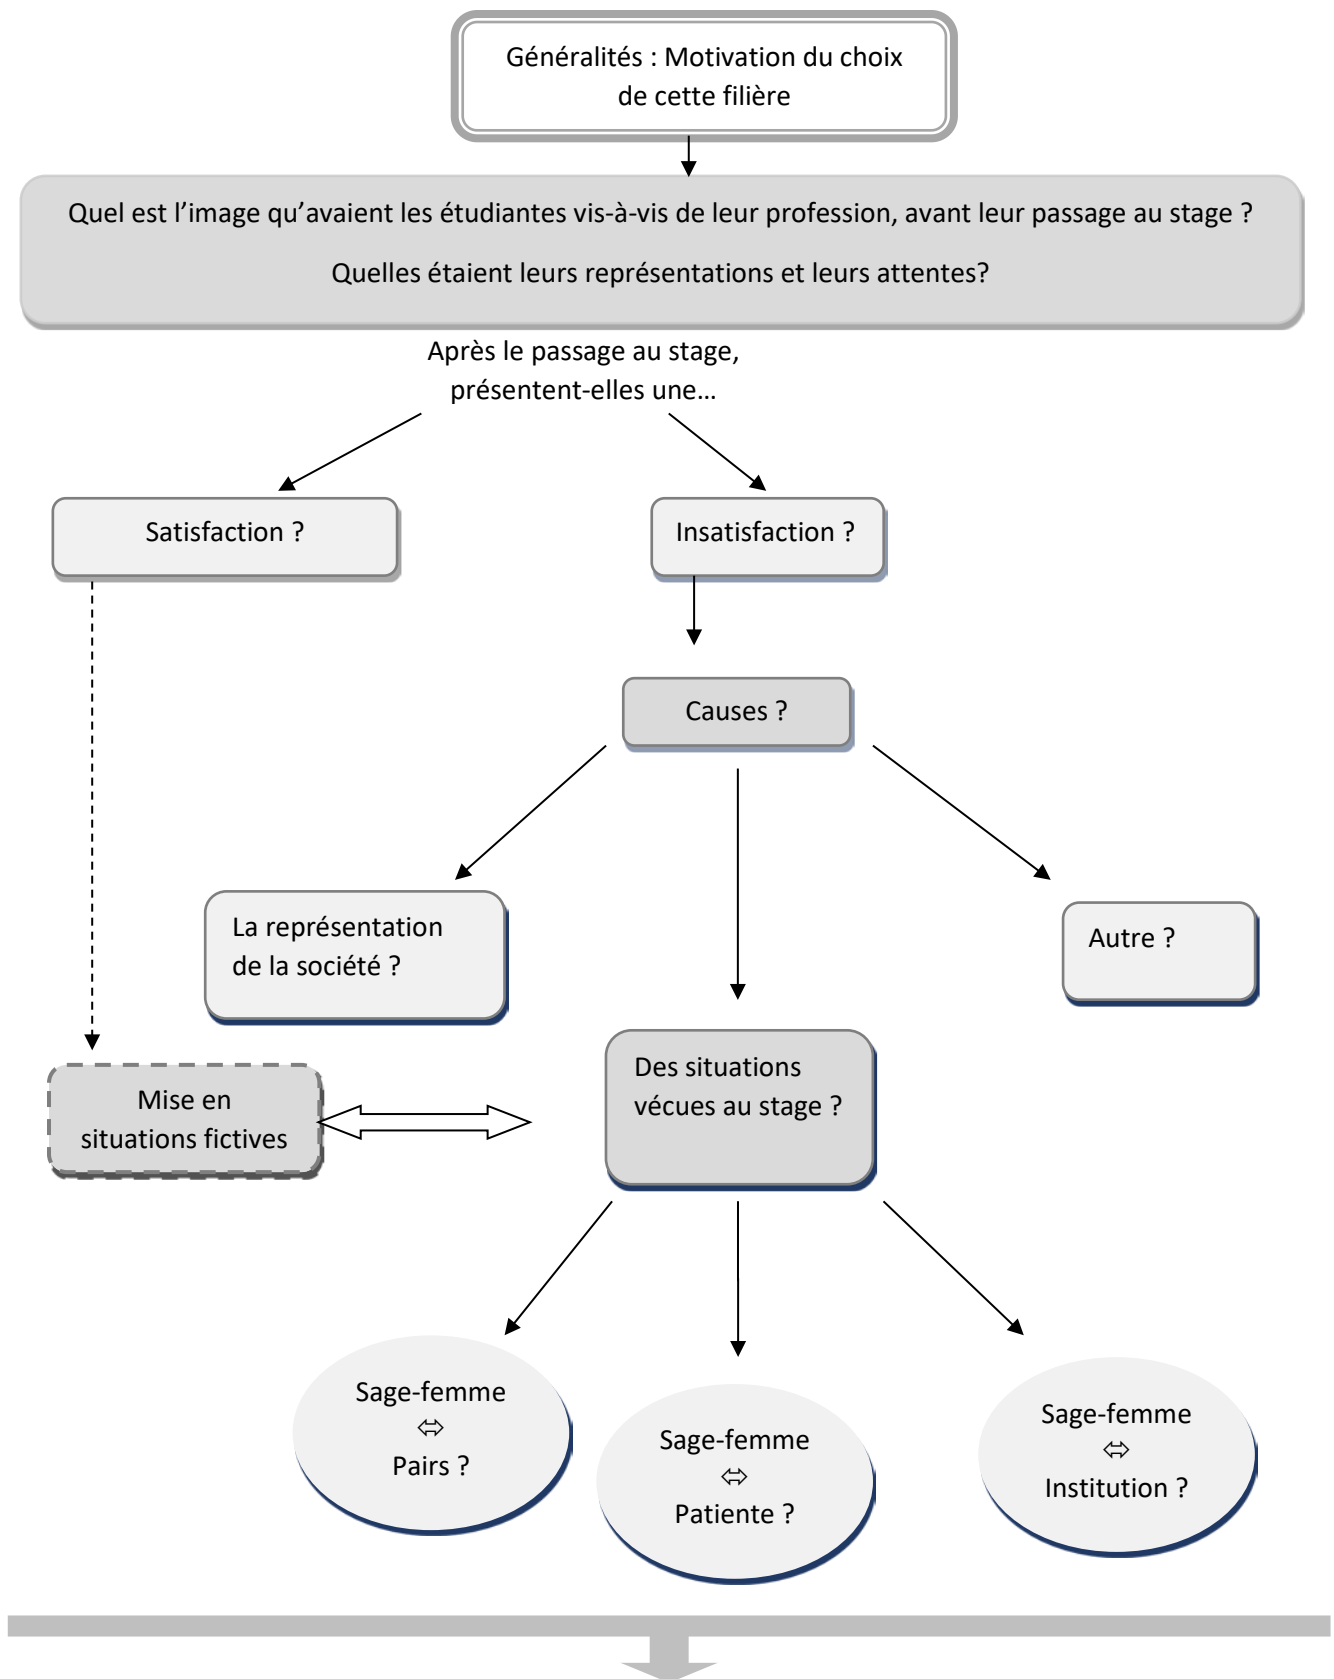 Généralités : Motivation du choix
de cette filière
Quel est l’image qu’avaient les étudiantes vis-à-vis de leur profession, avant leur passage au stage ?
Quelles étaient leurs représentations et leurs attentes?
Après le passage au stage,
présentent-elles une…
Satisfaction ?
Insatisfaction ?
Causes ?
La représentation
de la société ?
Autre ?
Des situations
vécues au stage ?
Mise en
situations fictives
Sage-femme
⇔
Pairs ?
Sage-femme
⇔
Patiente ?
Sage-femme
⇔
Institution ?